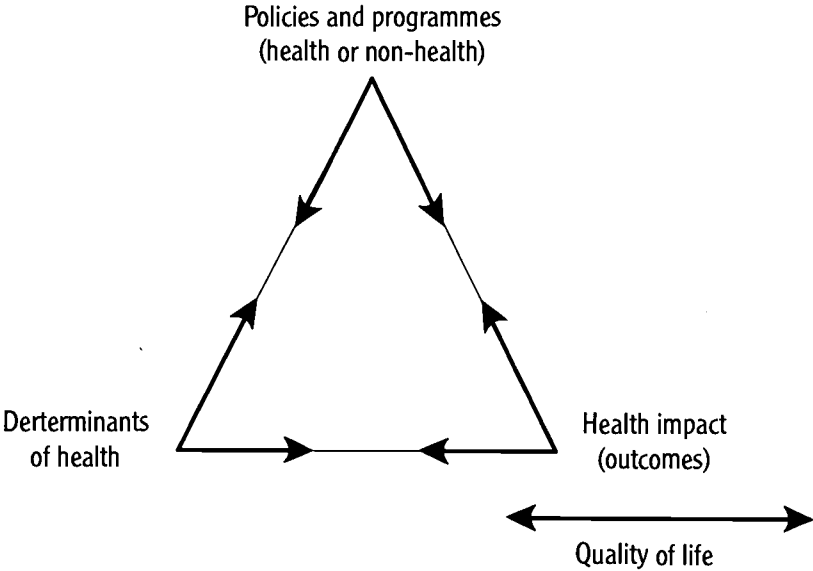 Policies and programmes
(health or non-health)
Derterminants
of health
Health impact
(outcomes)
Quality of life